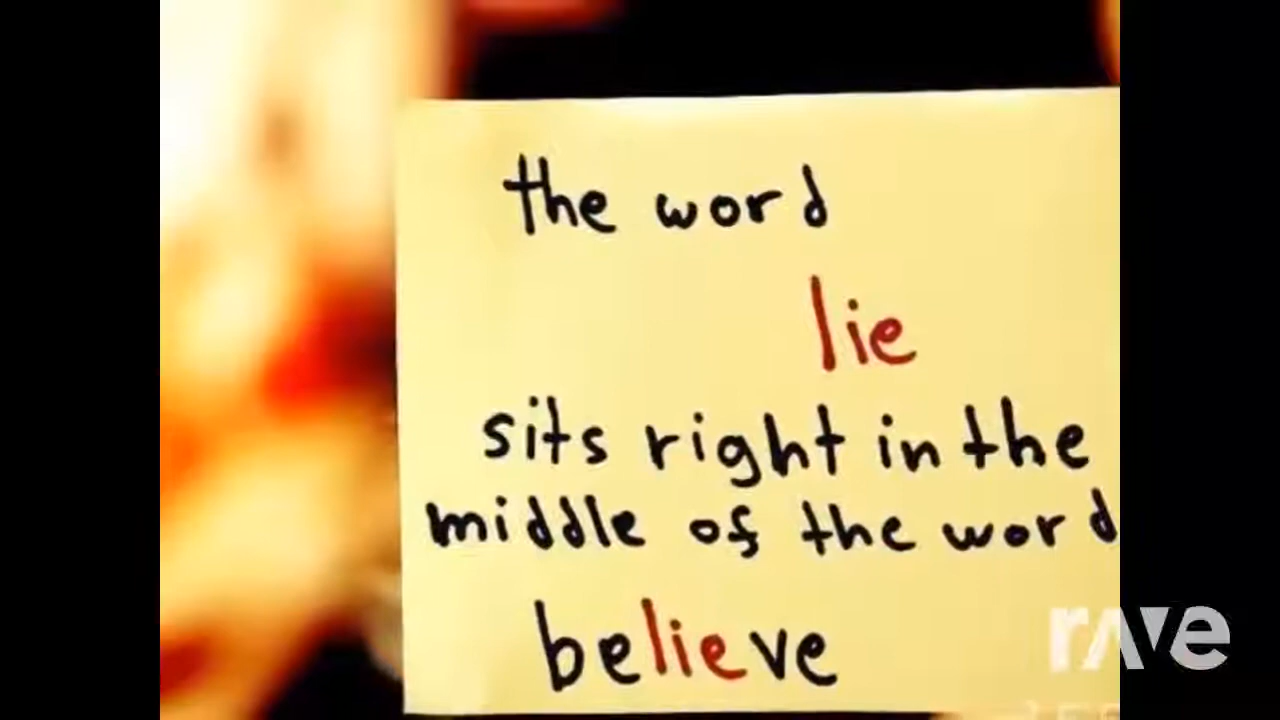 the word
lie
sits right in the
middle of the word
believe
rave